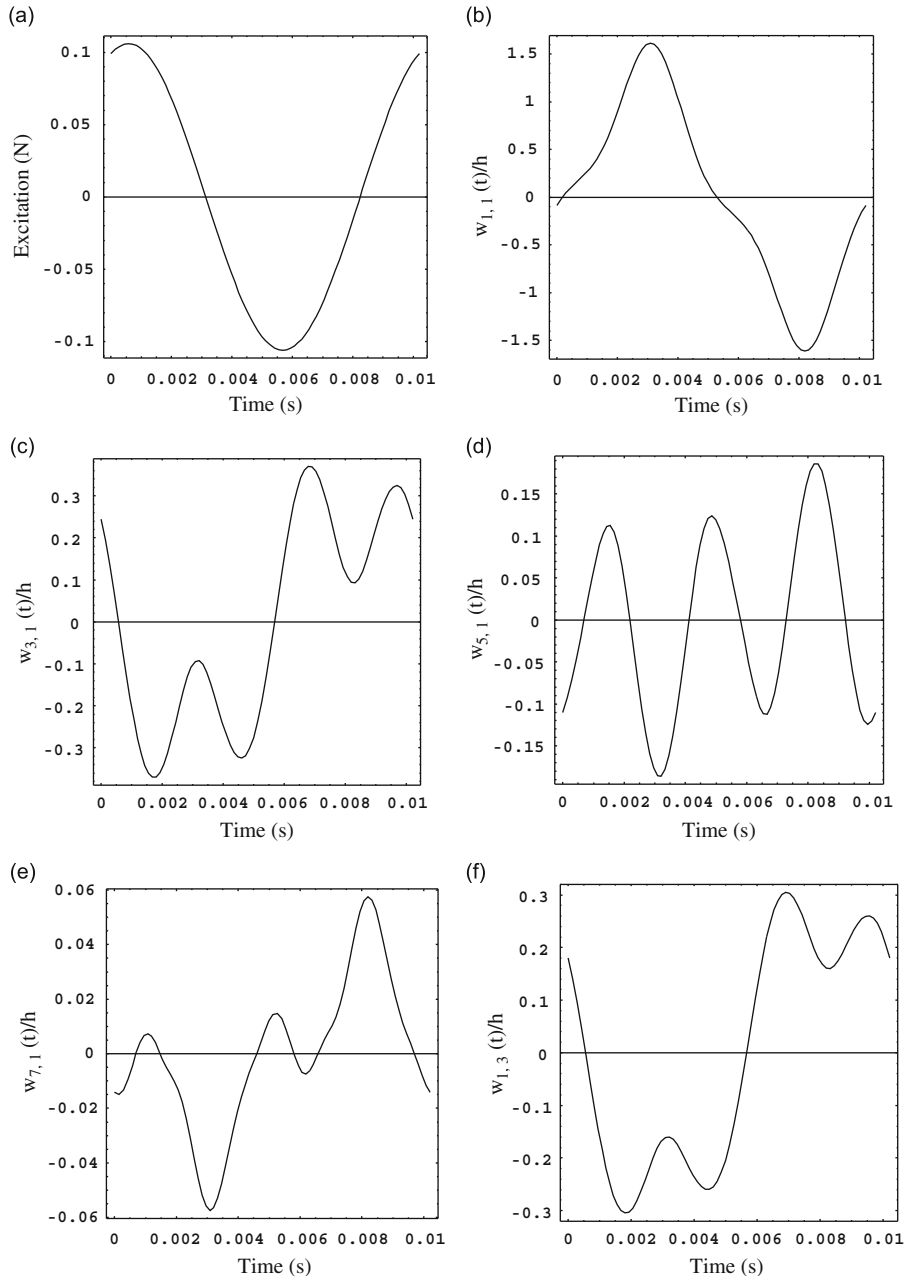 (a)
0.1
0.05
0
-0.05
-0.1
Excitation (N)
0 0.002 0.004 0.006 0.008 0.01
Time (s)
(b)
1.5
1
0.5
0
-0.5
-1
-1.5
w1, 1 (t)/h
0 0.002 0.004 0.006 0.008 0.01
Time (s)
(c)
0.3
0.2
0.1
0
-0.1
-0.2
-0.3
w3, 1 (t)/h
0 0.002 0.004 0.006 0.008 0.01
Time (s)
(d)
0.15
0.1
0.05
0
-0.05
-0.1
-0.15
w5, 1 (t)/h
0 0.002 0.004 0.006 0.008 0.01
Time (s)
(e)
0.06
0.04
0.02
0
-0.02
-0.04
-0.06
w7, 1 (t)/h
0 0.002 0.004 0.006 0.008 0.01
Time (s)
(f)
0.3
0.2
0.1
0
-0.1
-0.2
-0.3
w1, 3 (t)/h
0 0.002 0.004 0.006 0.008 0.01
Time (s)